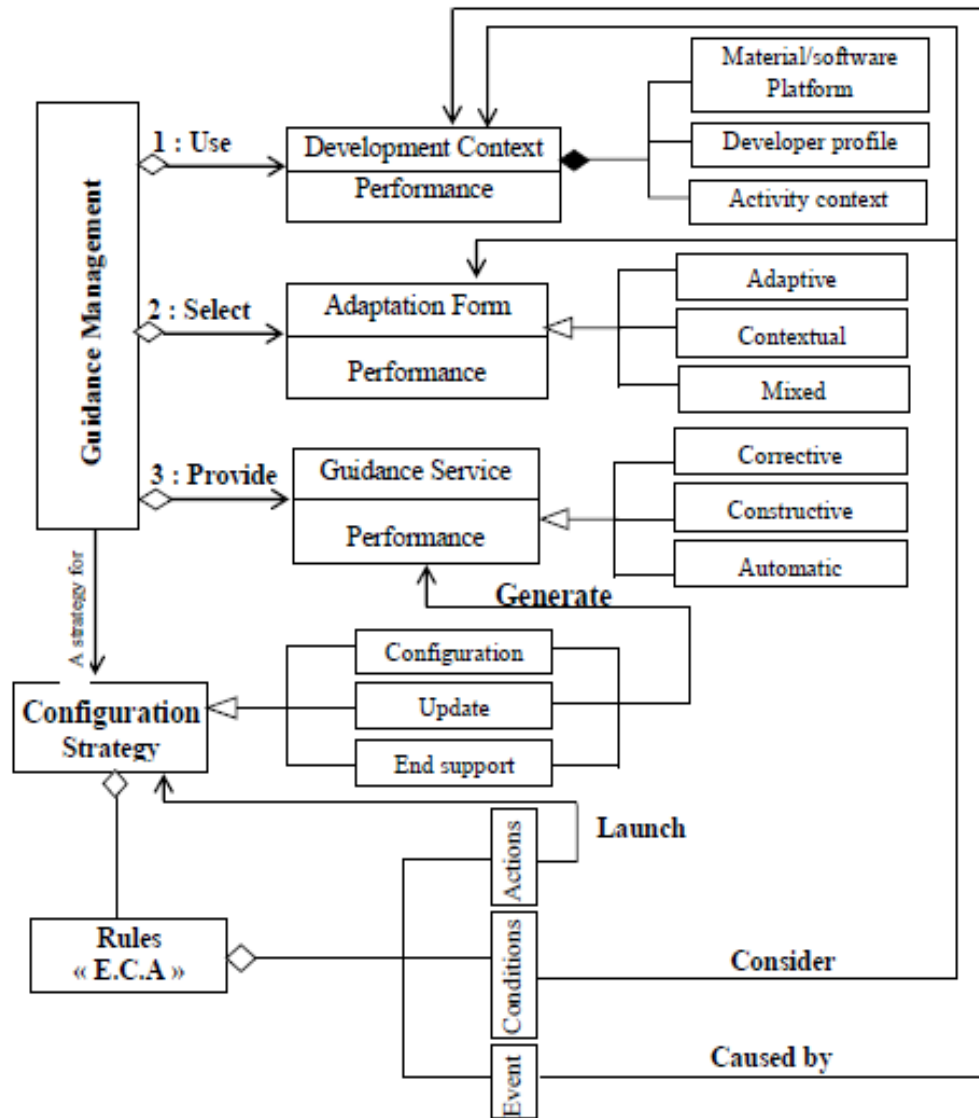 Material/software
Platform
1 : Use
Development Context
Developer profile
Performance
Activity context
Guidance Management
Adaptive
2 : Select
Adaptation Form
Contextual
Performance
Mixed
Corrective
3 : Provide
Guidance Service
Constructive
Performance
Automatic
A strategy for
Generate
Configuration
Configuration
Strategy
Update
End support
Launch
Actions
Rules
« E.C.A »
Conditions
Consider
Caused by
Event